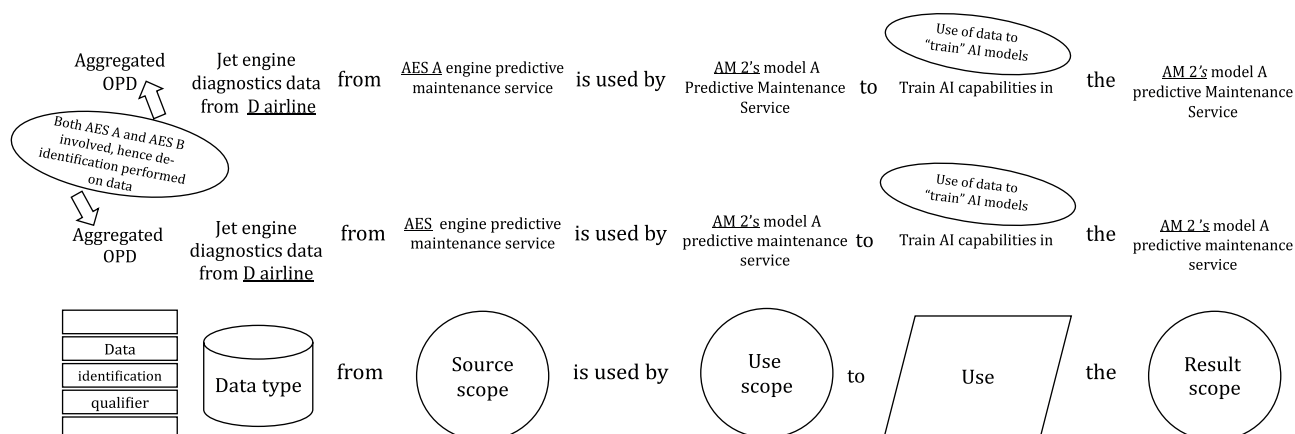 Aggregated
OPD
Jet engine
diagnostics data
from D airline
from
AES A engine predictive
maintenance service
is used by
AM 2's model A
Predictive Maintenance
Service
to
Use of data to
“train” AI models
Train AI capabilities in
the
AM 2's model A
predictive Maintenance
Service
Both AES A and AES B
involved, hence de-
identification performed
on data
Aggregated
OPD
Jet engine
diagnostics data
from D airline
from
AES engine predictive
maintenance service
is used by
AM 2's model A
predictive maintenance
service
to
Use of data to
“train” AI models
Train AI capabilities in
the
AM 2 's model A
predictive maintenance
service
Data
identification
qualifier
Data type
from
Source
scope
is used by
Use
scope
to
Use
the
Result
scope